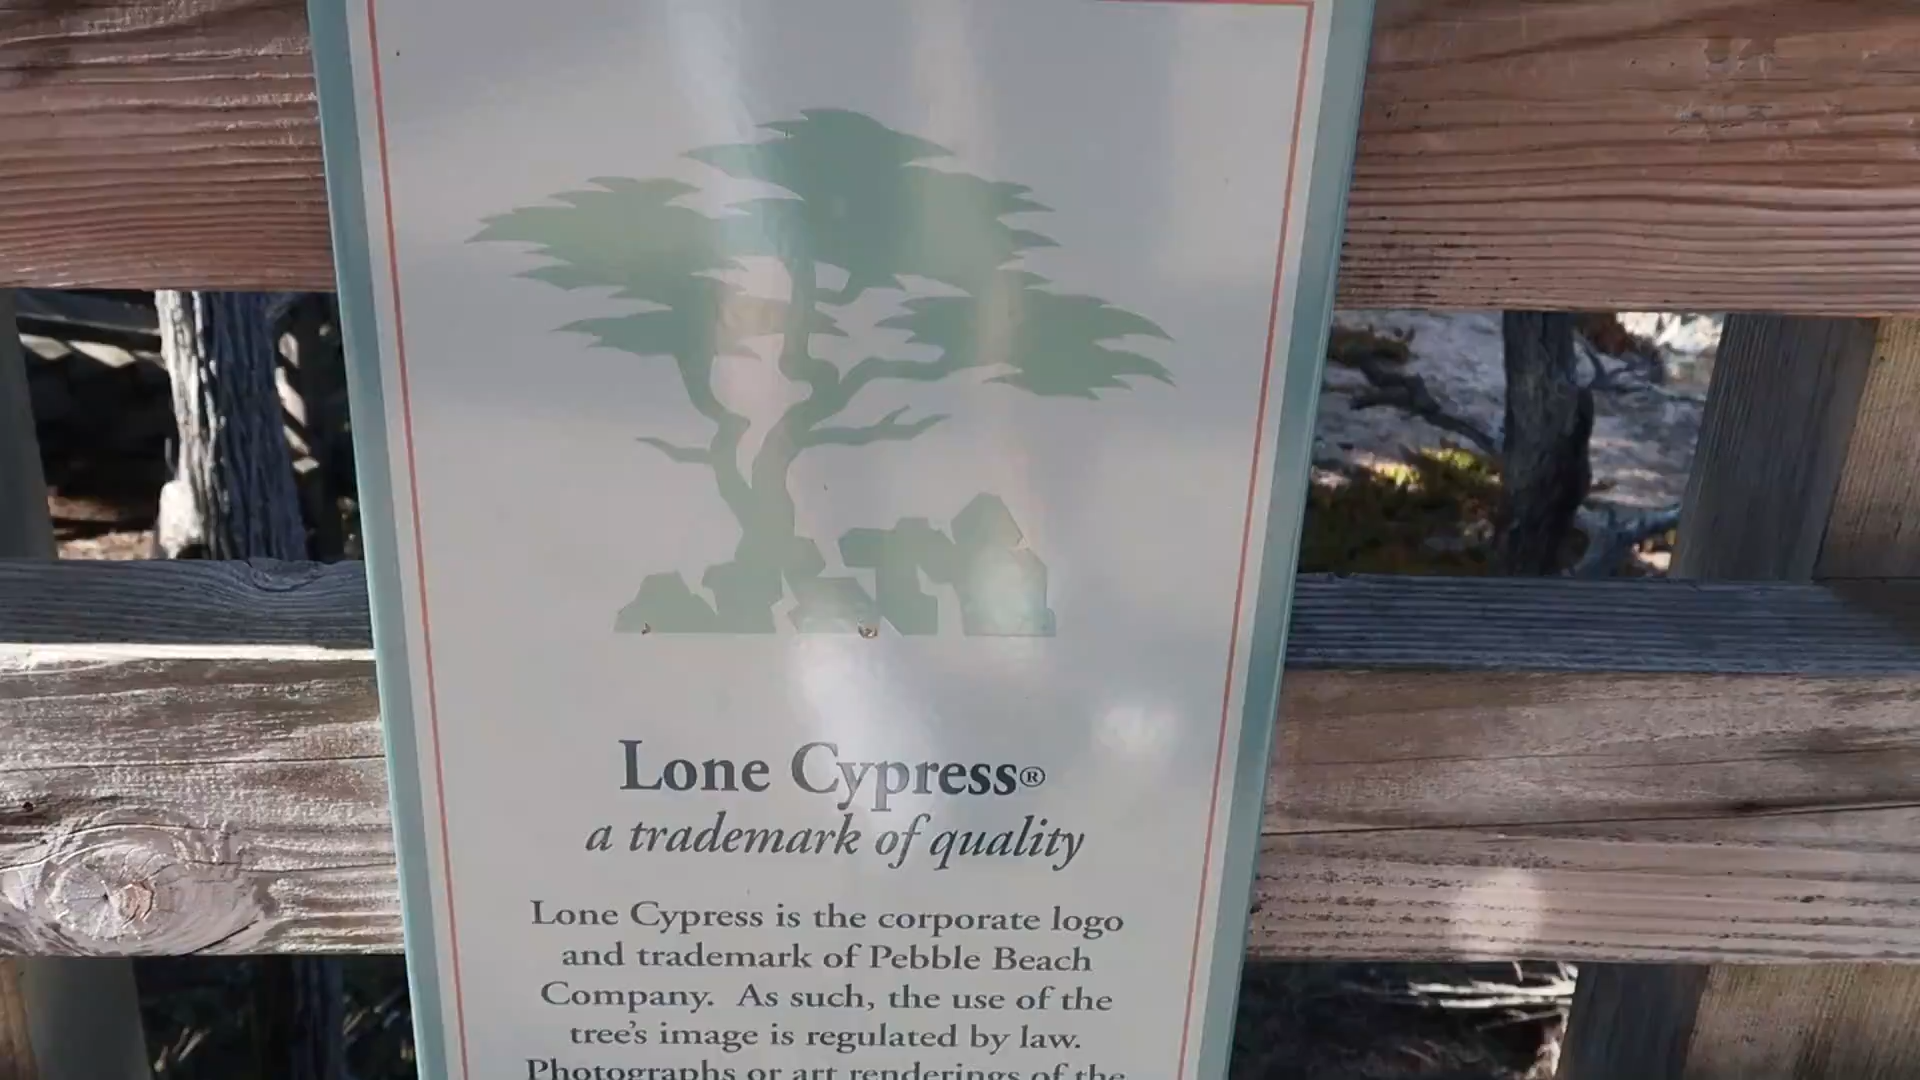 Lone Cypress®
a trademark of quality
Lone Cypress is the corporate logo
and trademark of Pebble Beach
Company. As such, the use of the
tree's image is regulated by law.
Photographs or art renderings of the